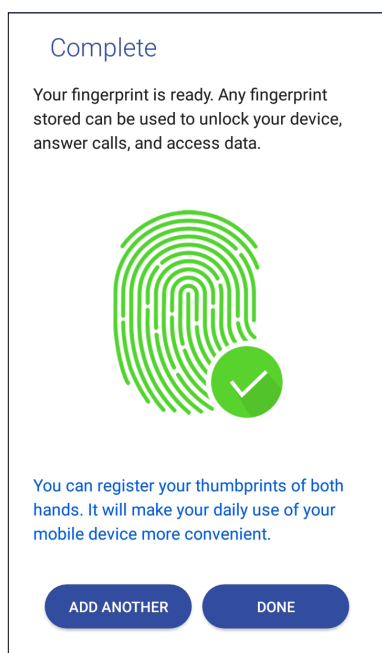 Complete
Your fingerprint is ready. Any fingerprint
stored can be used to unlock your device,
answer calls, and access data.
You can register your thumbprints of both
hands. It will make your daily use of your
mobile device more convenient.
ADD ANOTHER
DONE